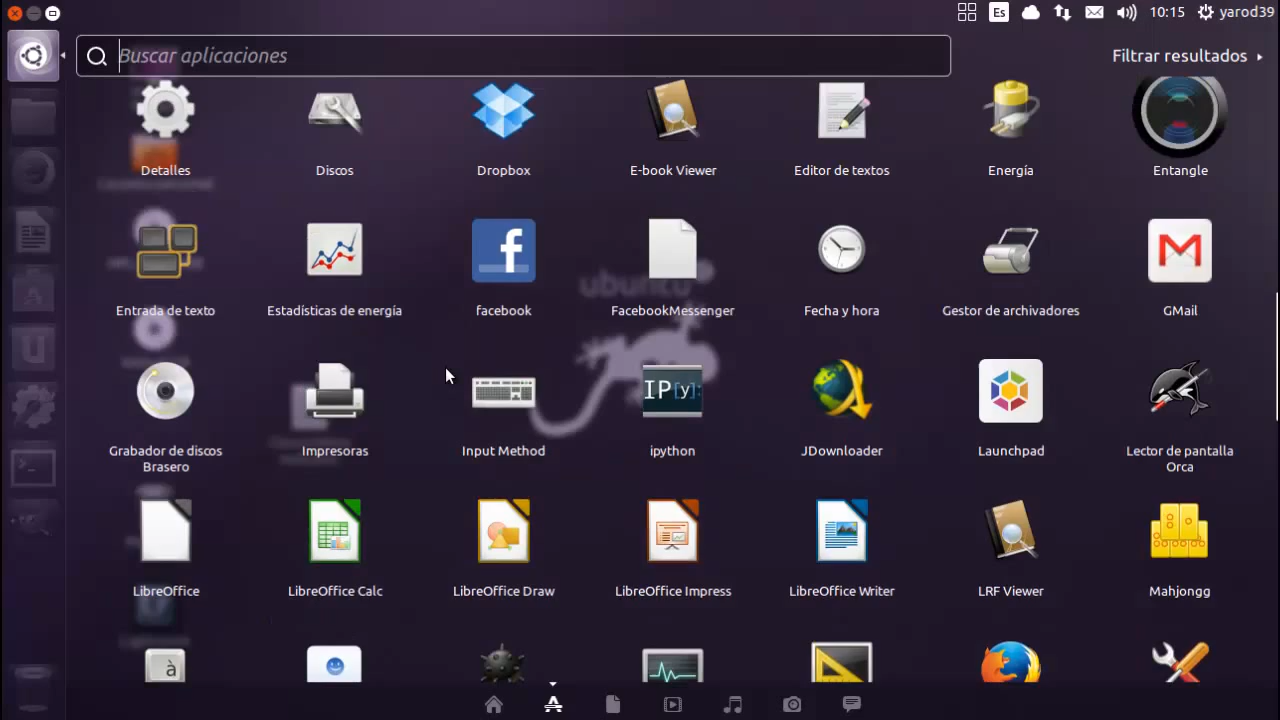 Es
10:15
yarod39
Buscar aplicaciones
Filtrar resultados
Detalles
Discos
Dropbox
E-book Viewer
Editor de textos
Energía
Entangle
Entrada de texto
Estadísticas de energía
facebook
FacebookMessenger
Fecha y hora
Gestor de archivadores
GMail
ubuntu
IP[y]:
Grabador de discos
Brasero
Impresoras
Input Method
ipython
JDownloader
Launchpad
Lector de pantalla
Orca
LibreOffice
LibreOffice Calc
LibreOffice Draw
LibreOffice Impress
LibreOffice Writer
LRF Viewer
Mahjongg
à